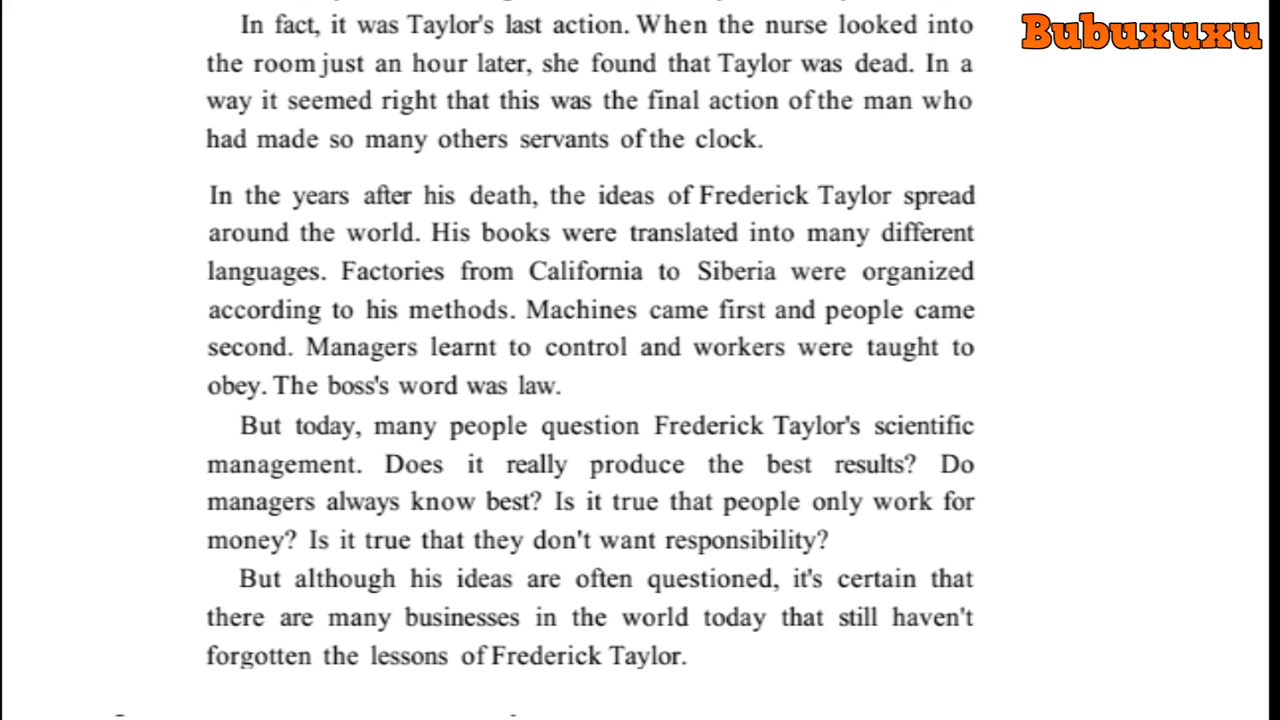 In fact, it was Taylor's last action. When the nurse looked into
the room just an hour later, she found that Taylor was dead. In a
way it seemed right that this was the final action of the man who
had made so many others servants of the clock.
In the years after his death, the ideas of Frederick Taylor spread
around the world. His books were translated into many different
languages. Factories from California to Siberia were organized
according to his methods. Machines came first and people came
second. Managers learnt to control and workers were taught to
obey. The boss's word was law.
But today, many people question Frederick Taylor's scientific
management. Does it really produce the best results? Do
managers always know best? Is it true that people only work for
money? Is it true that they don't want responsibility?
But although his ideas are often questioned, it's certain that
there are many businesses in the world today that still haven't
forgotten the lessons of Frederick Taylor.
Bubuxuxu